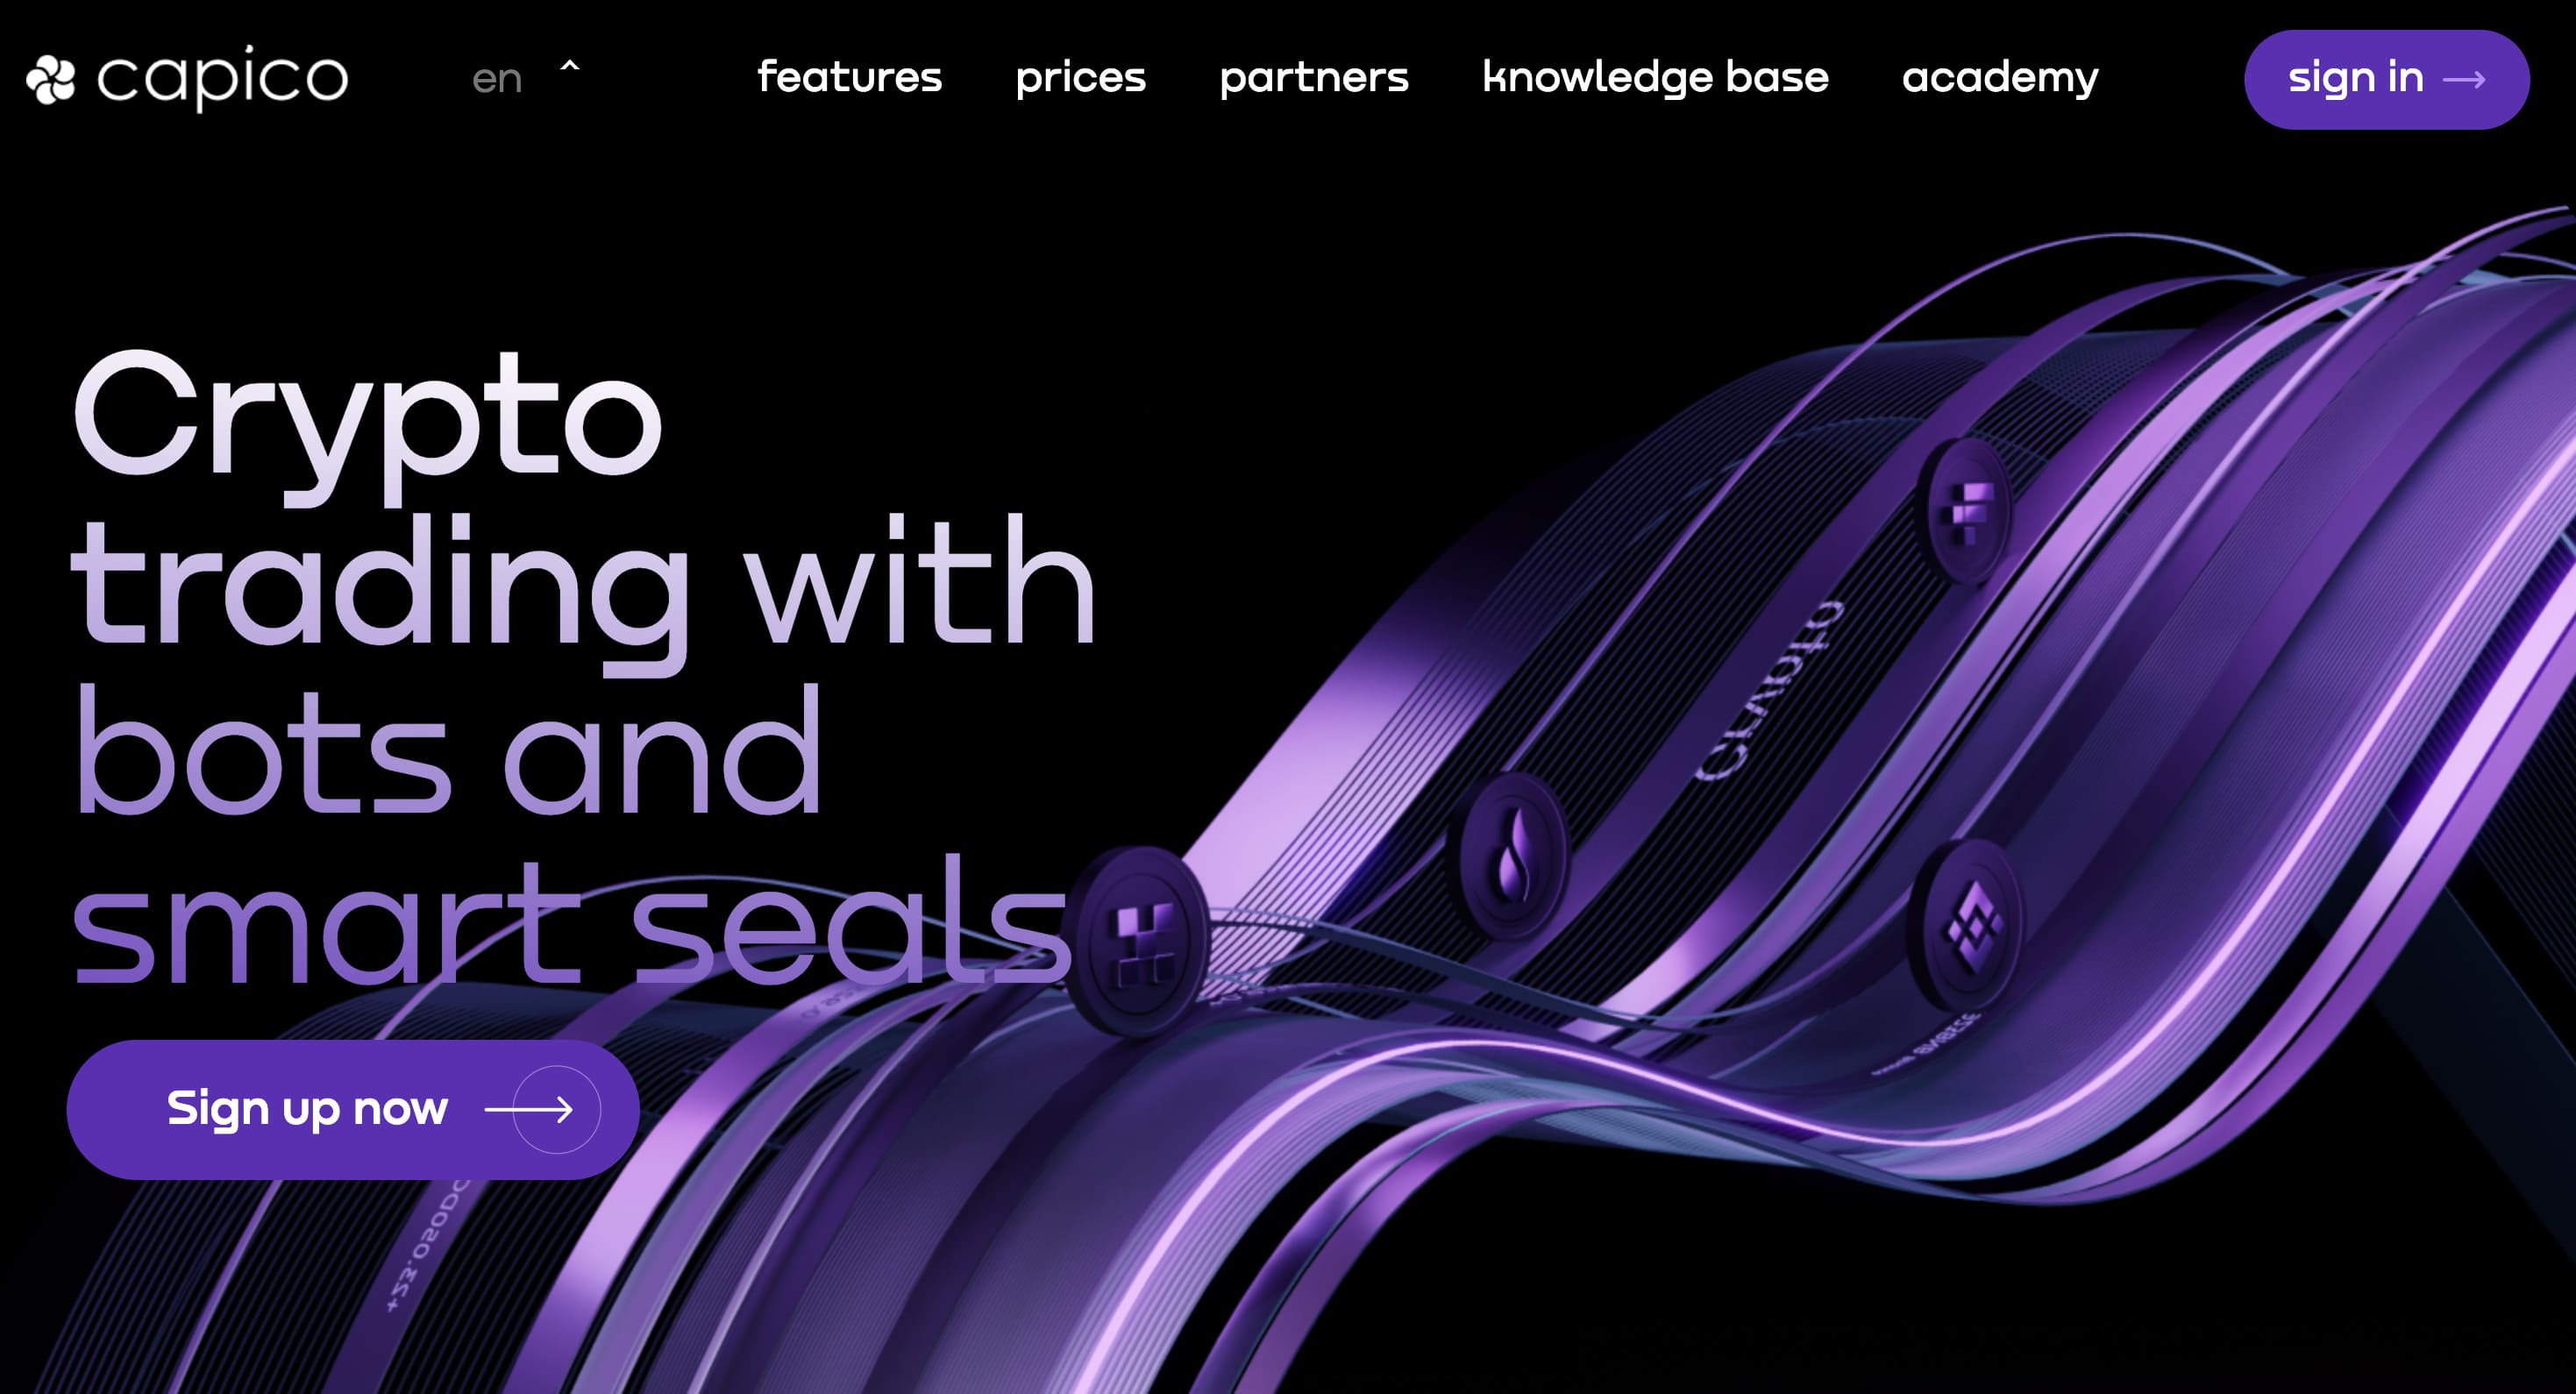 capico
en
features
prices
partners
knowledge base
academy
sign in
Crypto
trading with
bots and
smart seals
Crypto
Sign up now